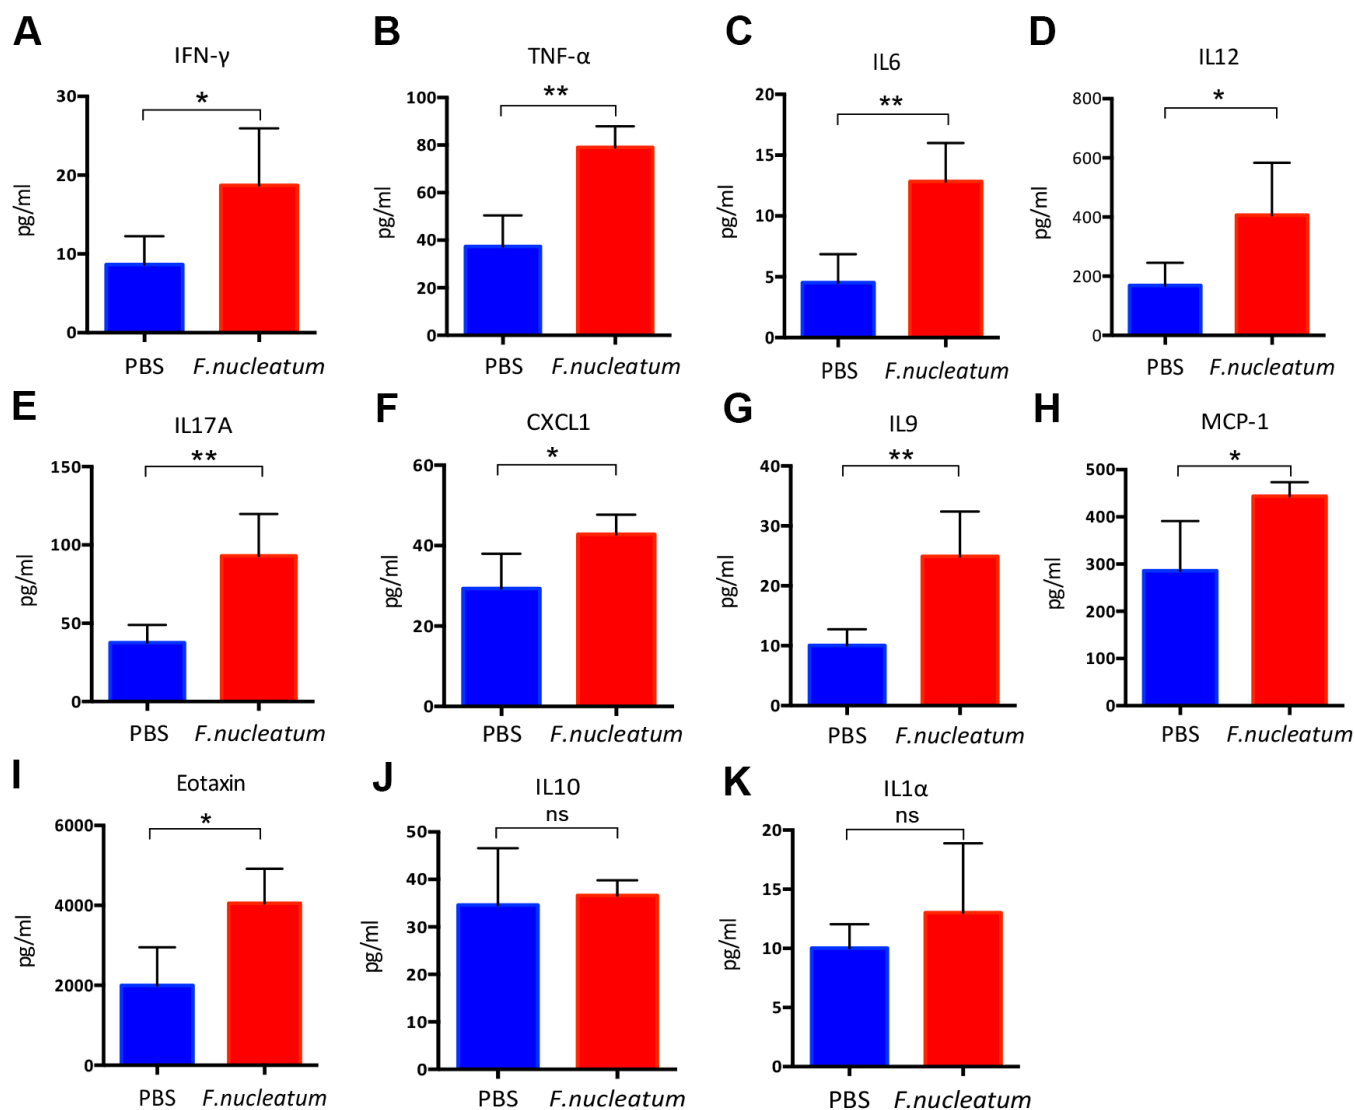 A
IFN-γ
30
20
10
0
pg/ml
*
PBS
F.nucleatum
B
TNF-α
100
80
60
40
20
0
pg/ml
**
PBS
F.nucleatum
C
IL6
20
15
10
5
0
pg/ml
**
PBS
F.nucleatum
D
IL12
800
600
400
200
0
pg/ml
*
PBS
F.nucleatum
E
IL17A
150
100
50
0
pg/ml
**
PBS
F.nucleatum
F
CXCL1
60
40
20
0
pg/ml
*
PBS
F.nucleatum
G
IL9
40
30
20
10
0
pg/ml
**
PBS
F.nucleatum
H
MCP-1
500
400
300
200
100
0
pg/ml
*
PBS
F.nucleatum
I
Eotaxin
6000
4000
2000
0
pg/ml
*
PBS
F.nucleatum
J
IL10
50
40
30
20
10
0
pg/ml
ns
PBS
F.nucleatum
K
IL1α
20
15
10
5
0
pg/ml
ns
PBS
F.nucleatum